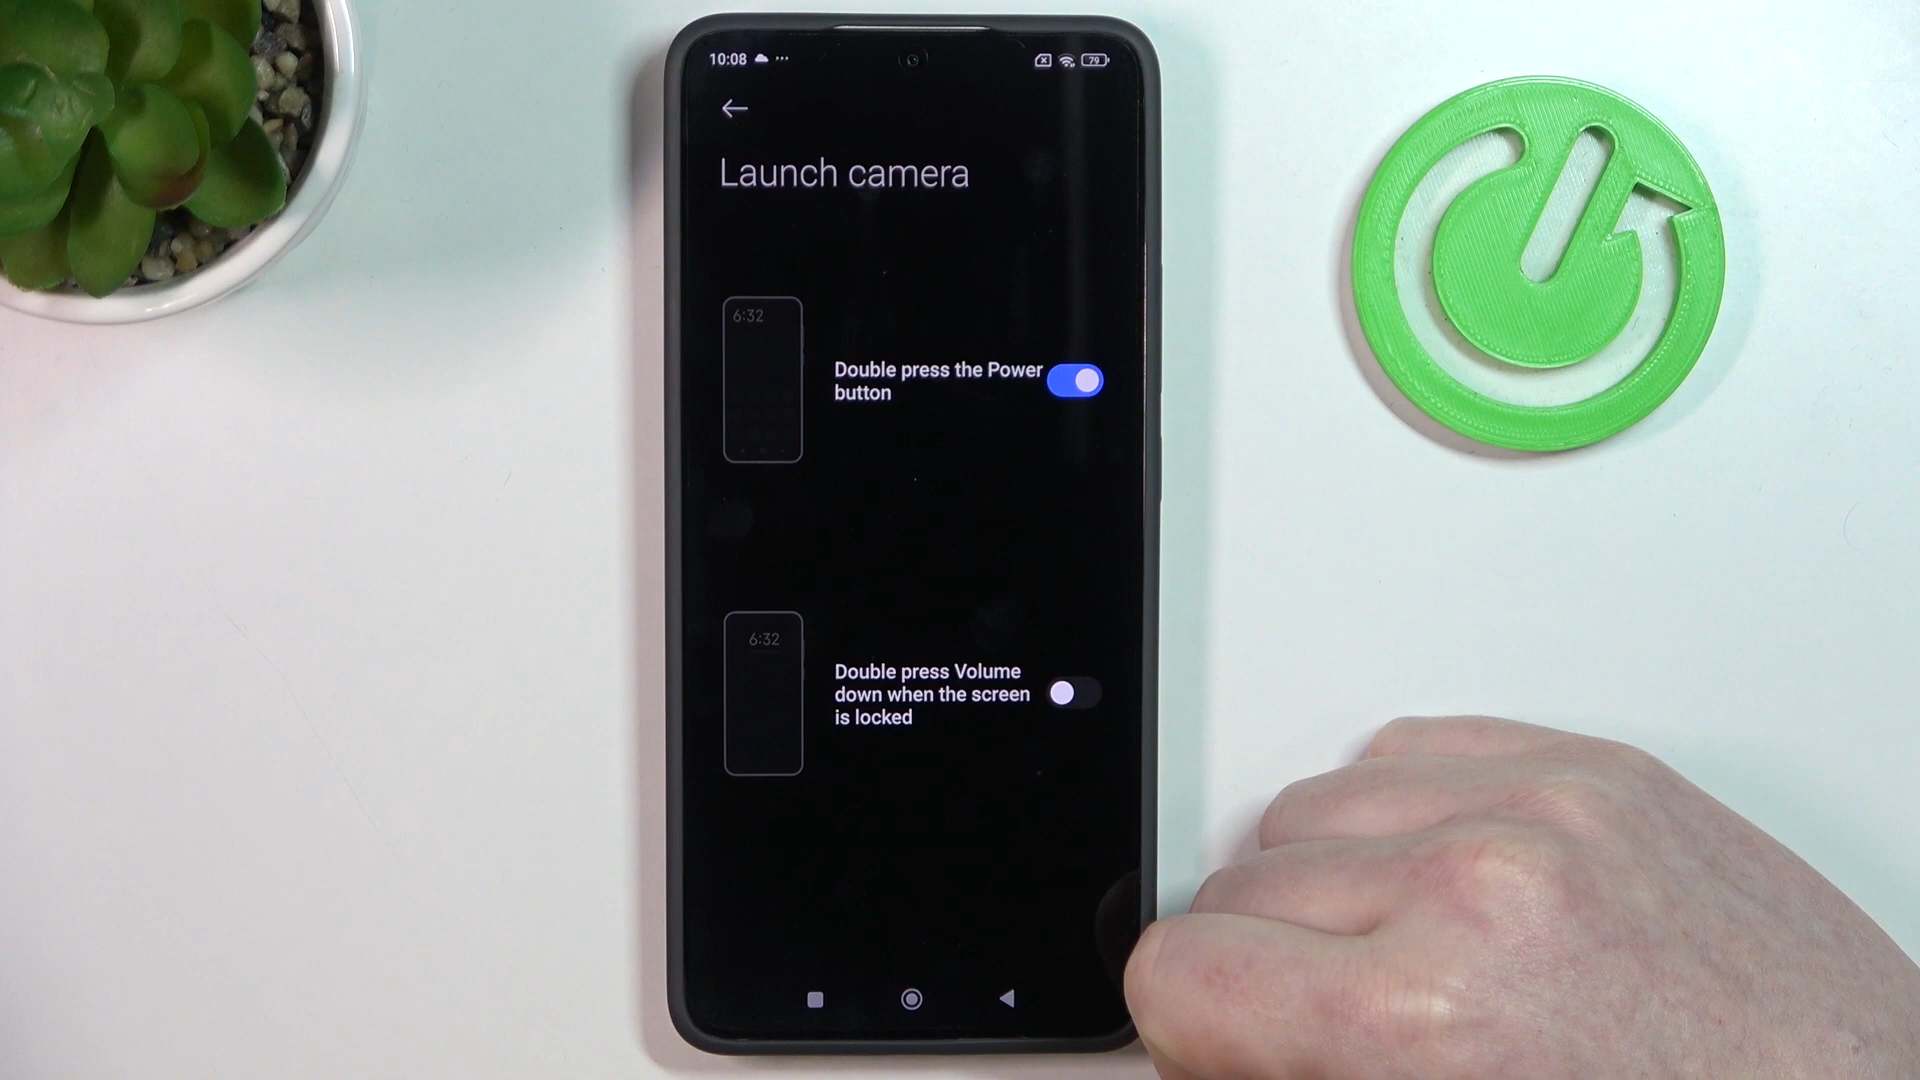 10:08
79
Launch camera
6:32
Double press the Power
button
6:32
Double press Volume
down when the screen
is locked